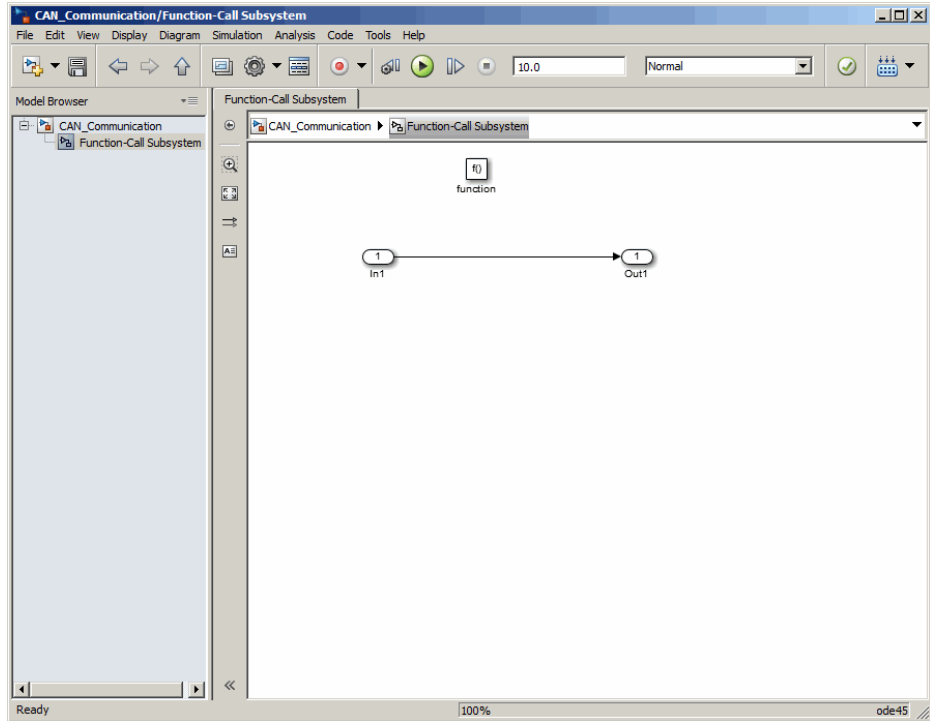 CAN_Communication/Function-Call Subsystem
File Edit View Display Diagram Simulation Analysis Code Tools Help
10.0 Normal
Model Browser
Function-Call Subsystem
CAN_Communication
Function-Call Subsystem
CAN_Communication Function-Call Subsystem
f()
function
1
In1
1
Out1
Ready 100% ode45